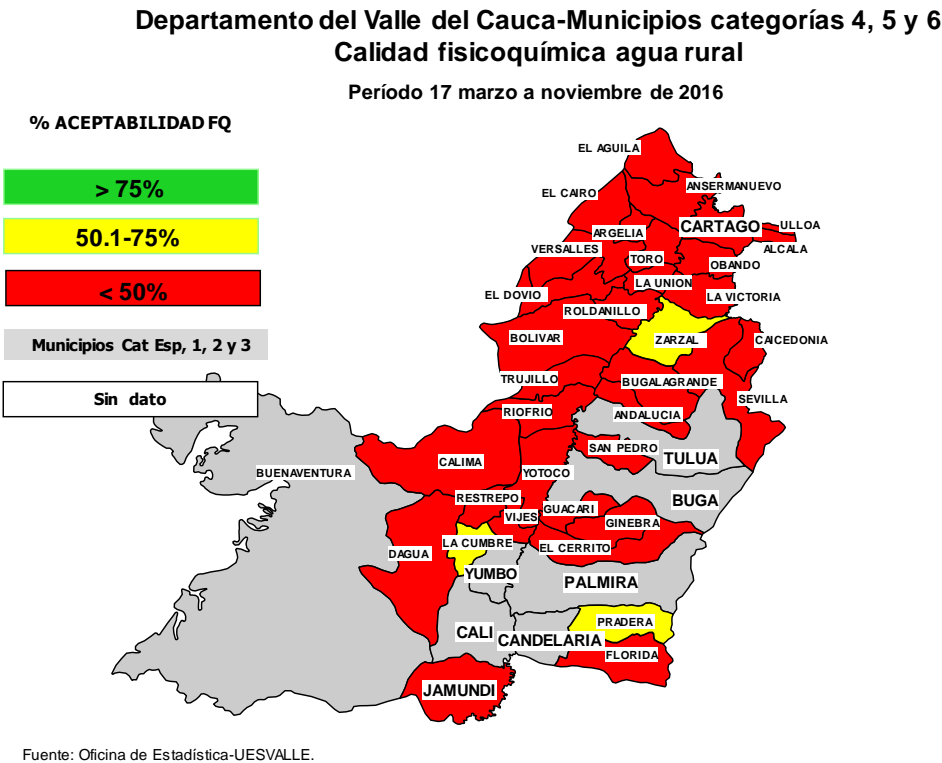 Departamento del Valle del Cauca-Municipios categorías 4, 5 y 6
Calidad fisicoquímica agua rural
Período 17 marzo a noviembre de 2016
% ACEPTABILIDAD FQ
> 75%
50.1-75%
< 50%
Municipios Cat Esp, 1, 2 y 3
Sin dato
EL AGUILA
ANSERMANUEVO
EL CAIRO
CARTAGO
ULLOA
ARGELIA
ALCALA
VERSALLES
TORO
OBANDO
LA UNION
EL DOVIO
LA VICTORIA
ROLDANILLO
BOLIVAR
ZARZAL
CAICEDONIA
TRUJILLO
BUGALAGRANDE
SEVILLA
RIOFRIO
ANDALUCIA
SAN PEDRO
TULUA
CALIMA
BUENAVENTURA
YOTOCO
RESTREPO
BUGA
GUACARI
VIJES
GINEBRA
LA CUMBRE
EL CERRITO
DAGUA
YUMBO
PALMIRA
PRADERA
CALI
CANDELARIA
FLORIDA
JAMUNDI
Fuente: Oficina de Estadística-UESVALLE.